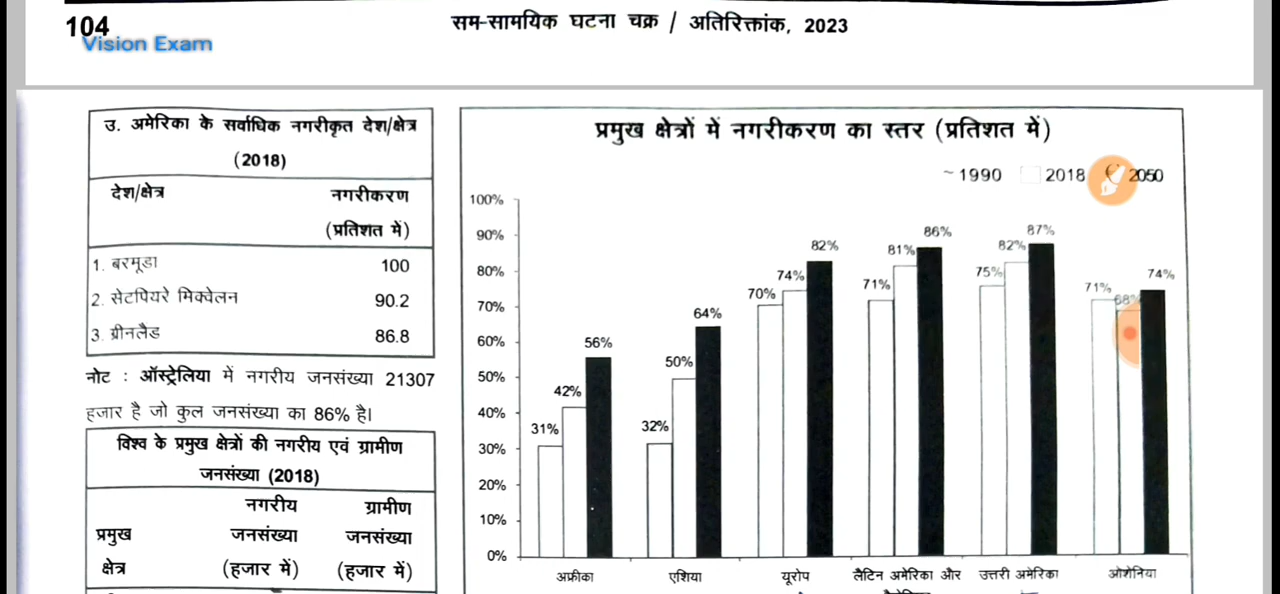 104
सम-सामयिक घटना चक्र / अतिरिक्तांक, 2023
Vision Exam
उ. अमेरिका के सर्वाधिक नगरीकृत देश/क्षेत्र
(2018)
देश/क्षेत्र नगरीकरण
(प्रतिशत में)
1. बरमूडा 100
2. सेटपियरे मिक्वेलन 90.2
3. ग्रीनलैड 86.8
नोट : ऑस्ट्रेलिया में नगरीय जनसंख्या 21307
हजार है जो कुल जनसंख्या का 86% है।
विश्व के प्रमुख क्षेत्रों की नगरीय एवं ग्रामीण
जनसंख्या (2018)
नगरीय ग्रामीण
प्रमुख जनसंख्या जनसंख्या
क्षेत्र (हजार में) (हजार में)
प्रमुख क्षेत्रों में नगरीकरण का स्तर (प्रतिशत में)
~ 1990 2018 2050
100%
90%
80%
70%
60%
50%
40%
30%
20%
10%
0%
31% 42% 56%
32% 50% 64%
70% 74% 82%
71% 81% 86%
75% 82% 87%
71% 68% 74%
अफ्रीका एशिया यूरोप लैटिन अमेरिका और उत्तरी अमेरिका ओशेनिया